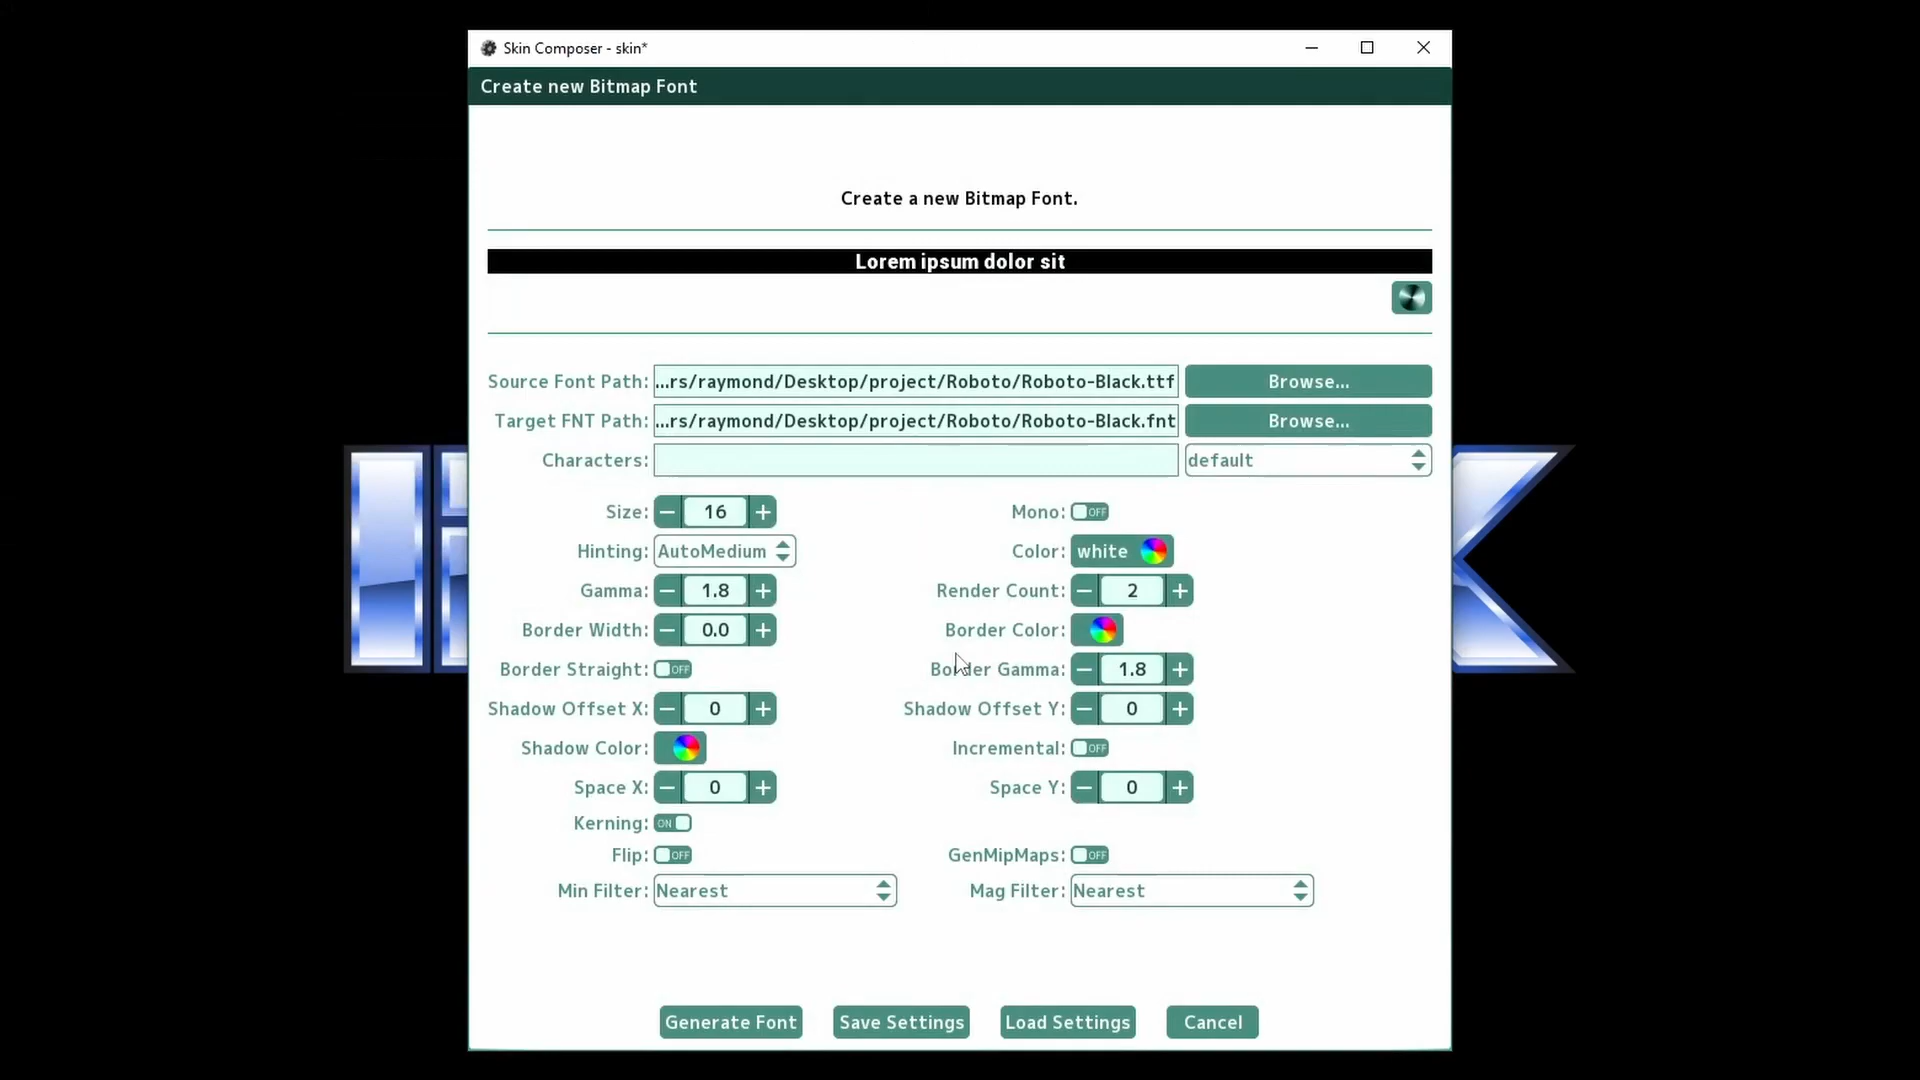 Skin Composer - skin*
Create new Bitmap Font
Create a new Bitmap Font.
Lorem ipsum dolor sit
Source Font Path: ...rs/raymond/Desktop/project/Roboto/Roboto-Black.ttf Browse...
Target FNT Path: ...rs/raymond/Desktop/project/Roboto/Roboto-Black.fnt Browse...
Characters: default
Size: 16 Mono: OFF
Hinting: AutoMedium Color: white
Gamma: 1.8 Render Count: 2
Border Width: 0.0 Border Color:
Border Straight: OFF Border Gamma: 1.8
Shadow Offset X: 0 Shadow Offset Y: 0
Shadow Color: Incremental: OFF
Space X: 0 Space Y: 0
Kerning: ON
Flip: OFF GenMipMaps: OFF
Min Filter: Nearest Mag Filter: Nearest
Generate Font Save Settings Load Settings Cancel